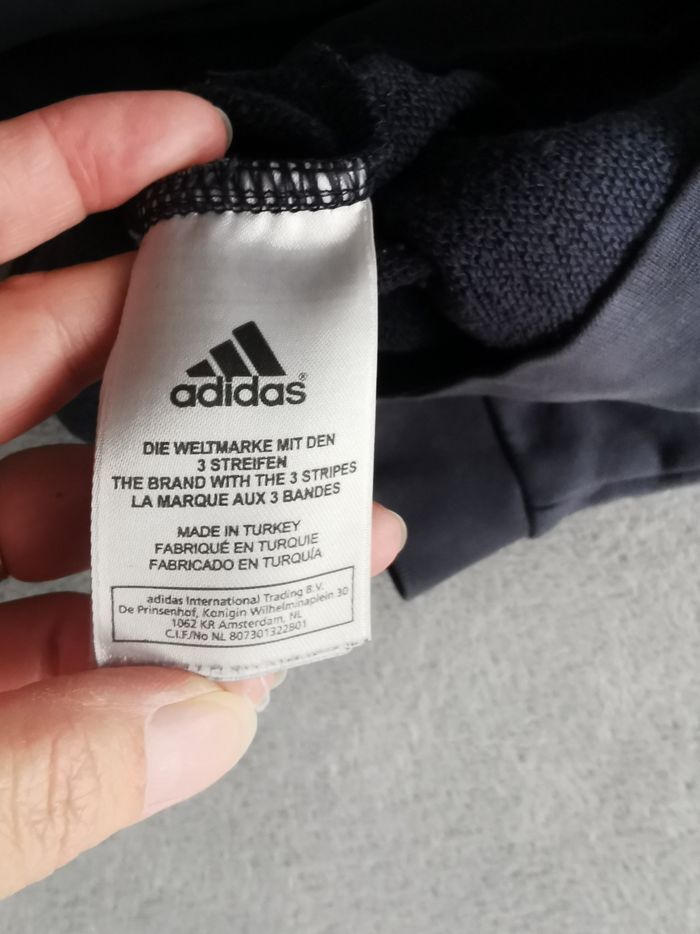 adidas®
DIE WELTMARKE MIT DEN
3 STREIFEN
THE BRAND WITH THE 3 STRIPES
LA MARQUE AUX 3 BANDES
MADE IN TURKEY
FABRIQUÉ EN TURQUIE
FABRICADO EN TURQUÍA
adidas International Trading B.V.
De Prinsenhof, Konigin Wilhelminaplein 30
1062 KR Amsterdam, NL
C.I.F./No NL 807301322B01